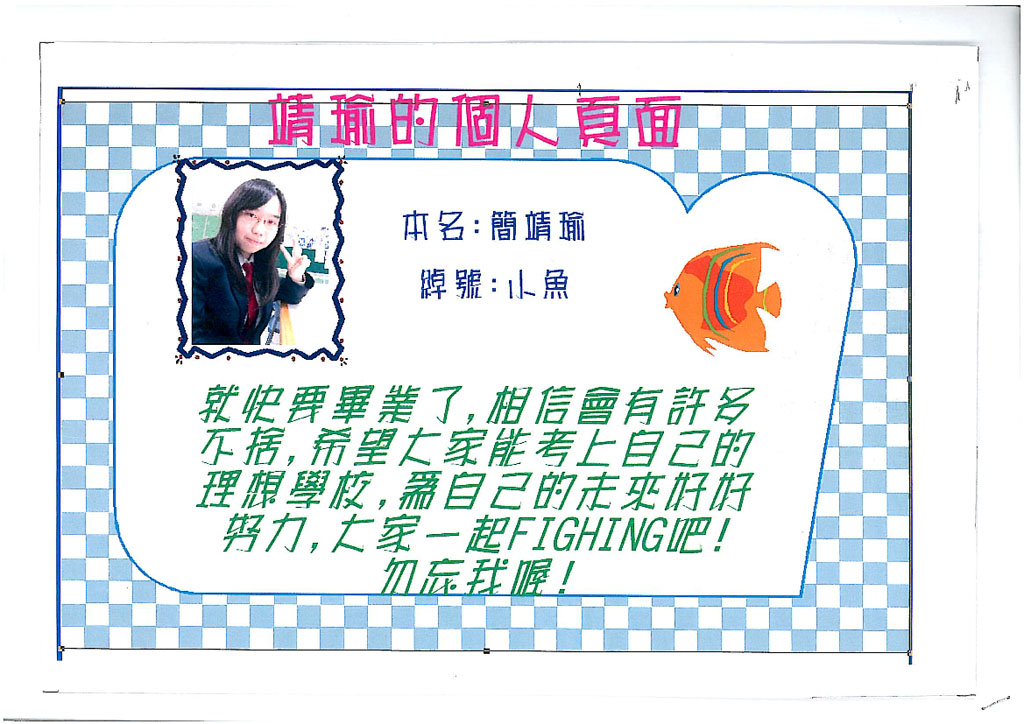 靖瑜的個人頁面
本名:簡靖瑜
綽號:小魚
就快要畢業了,相信會有許多
不捨,希望大家能考上自己的
理想學校,為自己的未來好好
努力,大家一起FIGHING吧!
勿忘我喔!